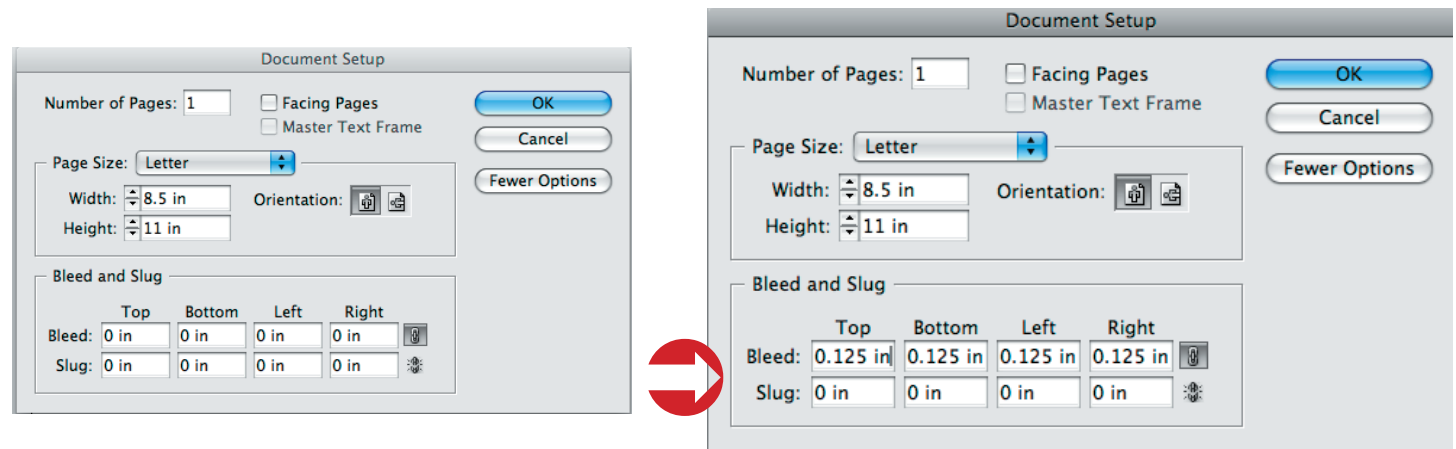 Document Setup
Number of Pages: 1
Facing Pages
OK
Master Text Frame
Cancel
Page Size: Letter
Fewer Options
Width: 8.5 in
Orientation:
Height: 11 in
Bleed and Slug
Top Bottom Left Right
Bleed: 0 in 0 in 0 in 0 in
Slug: 0 in 0 in 0 in 0 in
Document Setup
Number of Pages: 1
Facing Pages
OK
Master Text Frame
Cancel
Page Size: Letter
Fewer Options
Width: 8.5 in
Orientation:
Height: 11 in
Bleed and Slug
Top Bottom Left Right
Bleed: 0.125 in 0.125 in 0.125 in 0.125 in
Slug: 0 in 0 in 0 in 0 in